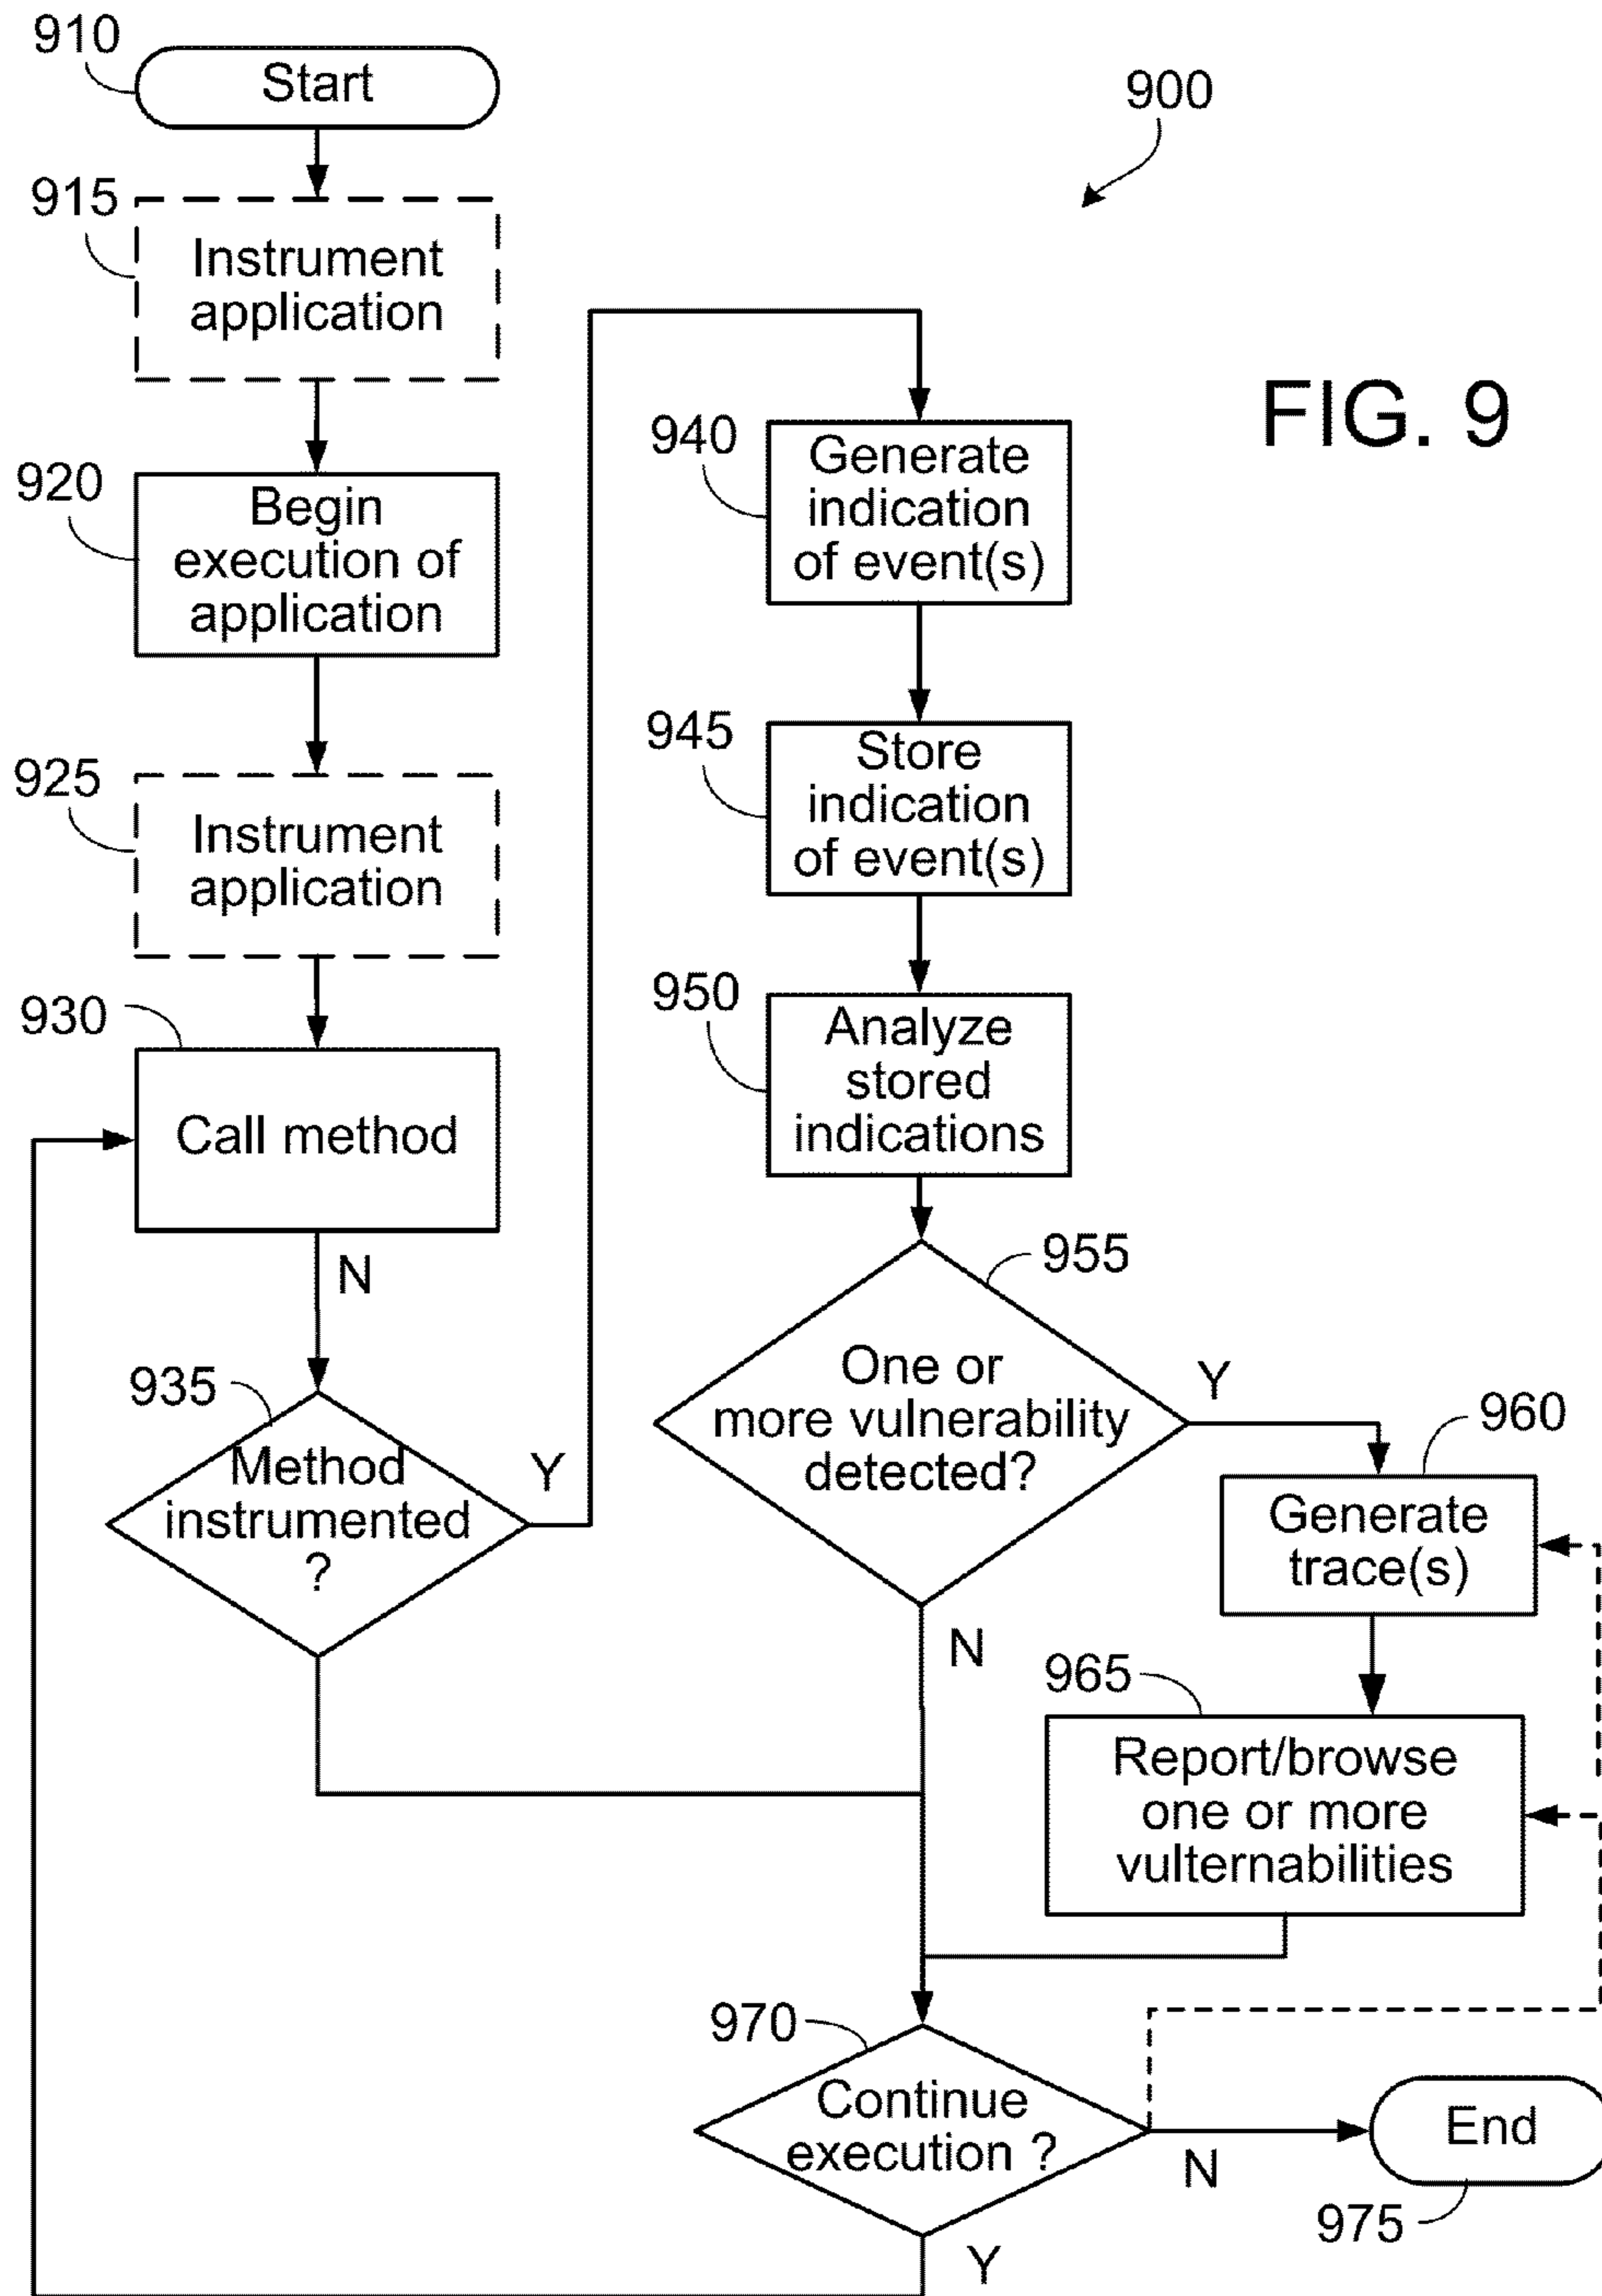 910
Start
900
915
Instrument
application
FIG. 9
920
Begin
execution of
application
940
Generate
indication
of event(s)
925
Instrument
application
945
Store
indication
of event(s)
930
Call method
N
950
Analyze
stored
indications
935
Method
instrumented
?
Y
955
One or
more vulnerability
detected?
Y
N
960
Generate
trace(s)
965
Report/browse
one or more
vulternabilities
970
Continue
execution ?
N
Y
End
975